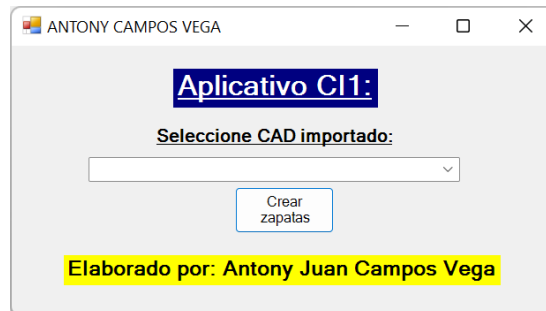 ANTONY CAMPOS VEGA
Aplicativo CI1:
Seleccione CAD importado:
Crear
zapatas
Elaborado por: Antony Juan Campos Vega